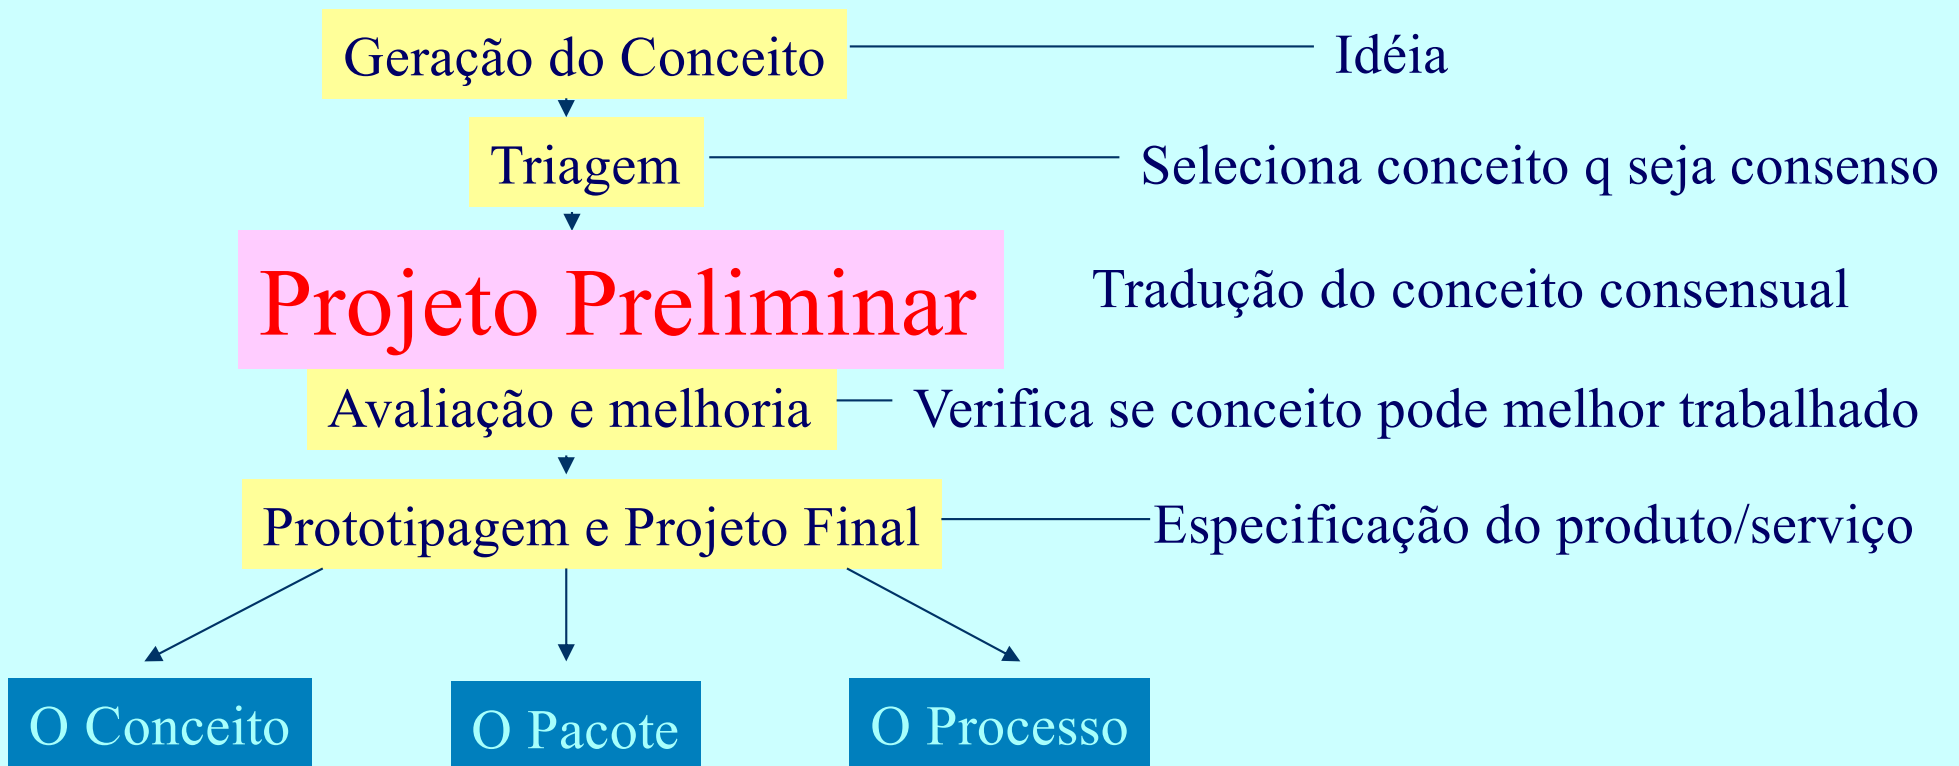 Geração do Conceito
Idéia
Triagem
Seleciona conceito q seja consenso
Projeto Preliminar
Tradução do conceito consensual
Avaliação e melhoria
Verifica se conceito pode melhor trabalhado
Prototipagem e Projeto Final
Especificação do produto/serviço
O Conceito
O Pacote
O Processo